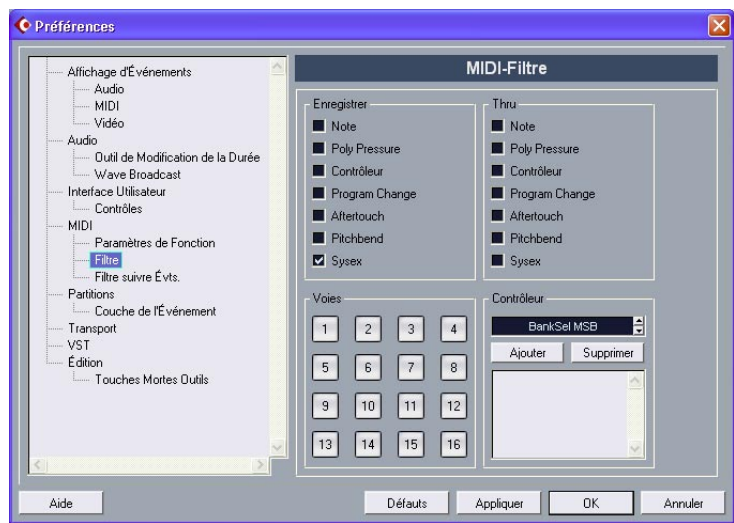 Préférences
Affichage d'Événements
Audio
MIDI
Vidéo
Audio
Outil de Modification de la Durée
Wave Broadcast
Interface Utilisateur
Contrôles
MIDI
Paramètres de Fonction
Filtre
Filtre suivre Évts.
Partitions
Couche de l'Événement
Transport
VST
Édition
Touches Mortes Outils
MIDI-Filtre
Enregistrer
Note
Poly Pressure
Contrôleur
Program Change
Aftertouch
Pitchbend
Sysex
Thru
Note
Poly Pressure
Contrôleur
Program Change
Aftertouch
Pitchbend
Sysex
Voies
1 2 3 4
5 6 7 8
9 10 11 12
13 14 15 16
Contrôleur
BankSel MSB
Ajouter Supprimer
Aide Défauts Appliquer OK Annuler